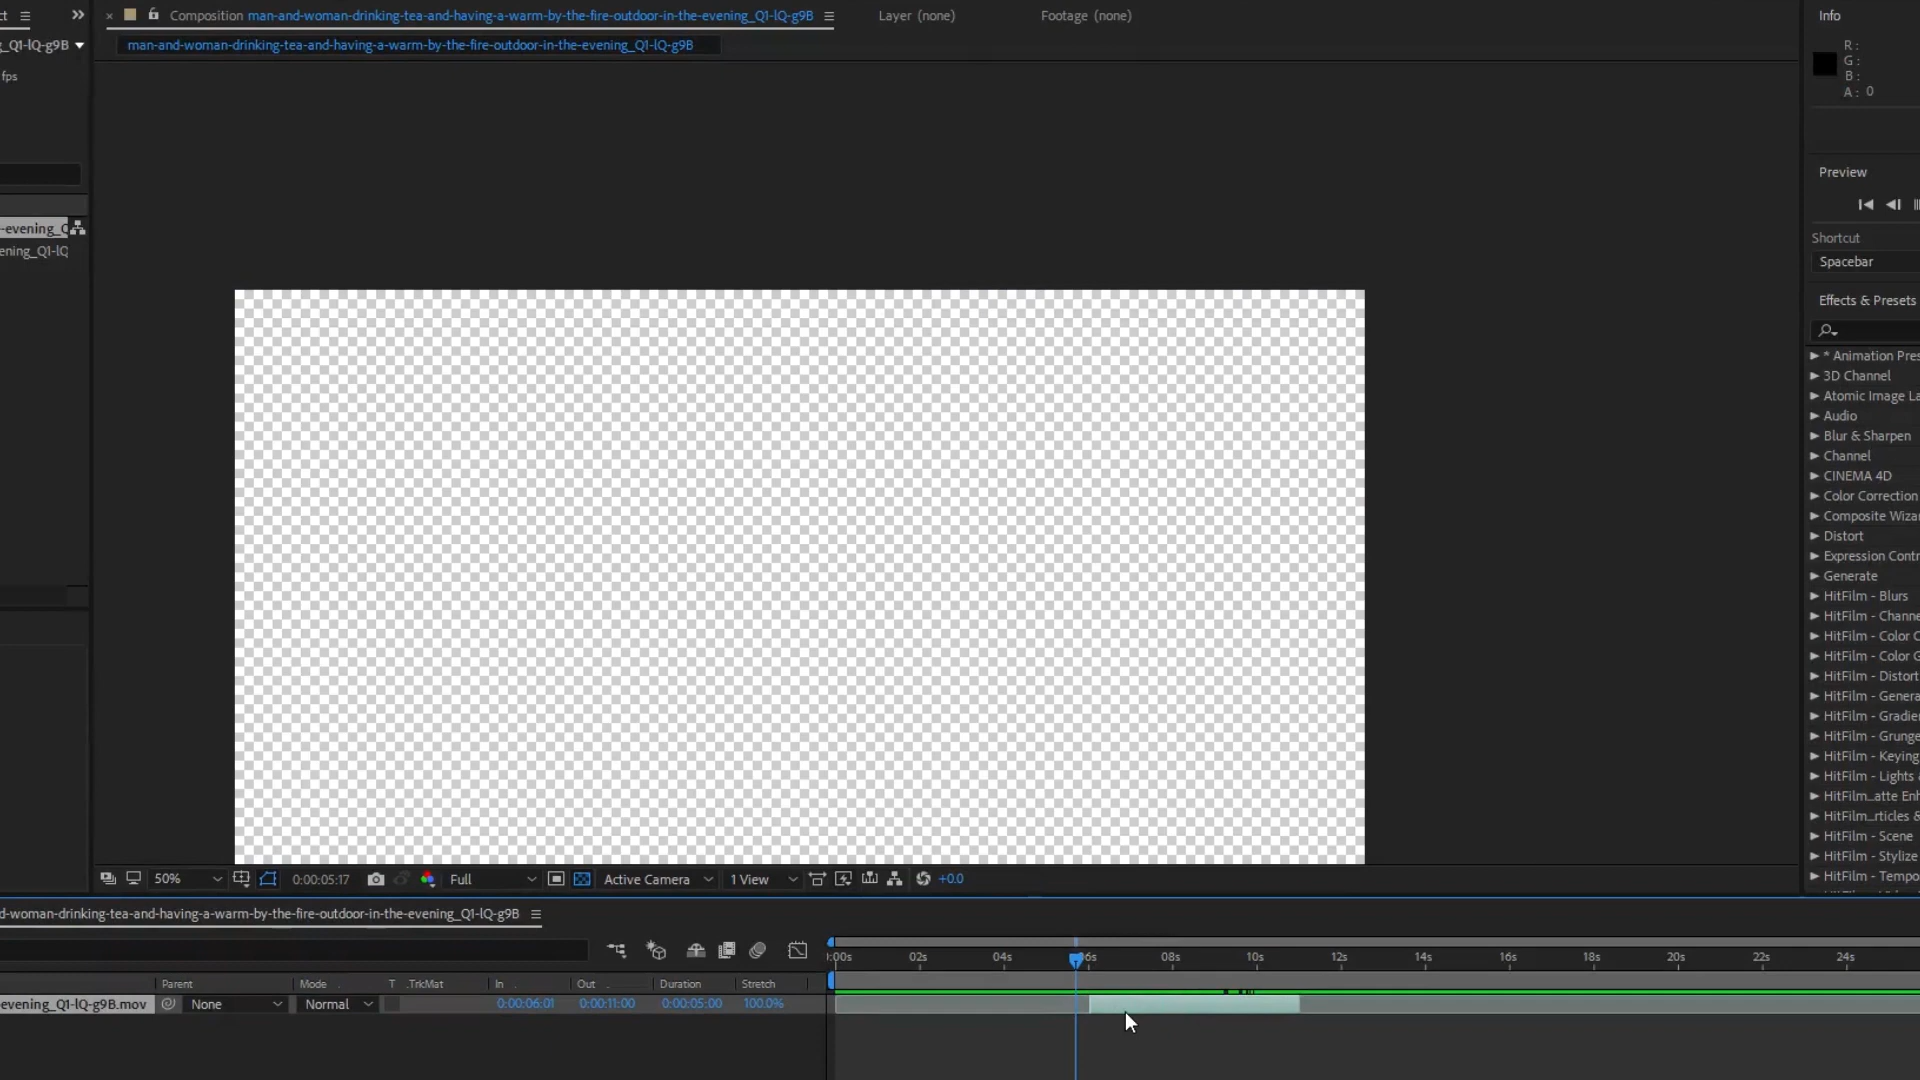 ct
_Q1-lQ-g9B
fps
-evening_Q
ening_Q1-lQ
Composition man-and-woman-drinking-tea-and-having-a-warm-by-the-fire-outdoor-in-the-evening_Q1-lQ-g9B
Layer (none)
Footage (none)
man-and-woman-drinking-tea-and-having-a-warm-by-the-fire-outdoor-in-the-evening_Q1-lQ-g9B
Info
R :
G :
B :
A : 0
Preview
Shortcut
Spacebar
Effects & Presets
* Animation Pres
3D Channel
Atomic Image La
Audio
Blur & Sharpen
Channel
CINEMA 4D
Color Correction
Composite Wizar
Distort
Expression Contr
Generate
HitFilm - Blurs
HitFilm - Channe
HitFilm - Color C
HitFilm - Color G
HitFilm - Distort
HitFilm - Genera
HitFilm - Gradien
HitFilm - Grunge
HitFilm - Keying
HitFilm - Lights &
HitFilm_atte Enh
HitFilm_rticles &
HitFilm - Scene
HitFilm - Stylize
HitFilm - Tempo
50%
0:00:05:17
Full
Active Camera
1 View
+0.0
d-woman-drinking-tea-and-having-a-warm-by-the-fire-outdoor-in-the-evening_Q1-lQ-g9B
:00s 02s 04s 06s 08s 10s 12s 14s 16s 18s 20s 22s 24s
Parent Mode T .TrkMat In Out Duration Stretch
evening_Q1-lQ-g9B.mov None Normal 0:00:06:01 0:00:11:00 0:00:05:00 100.0%